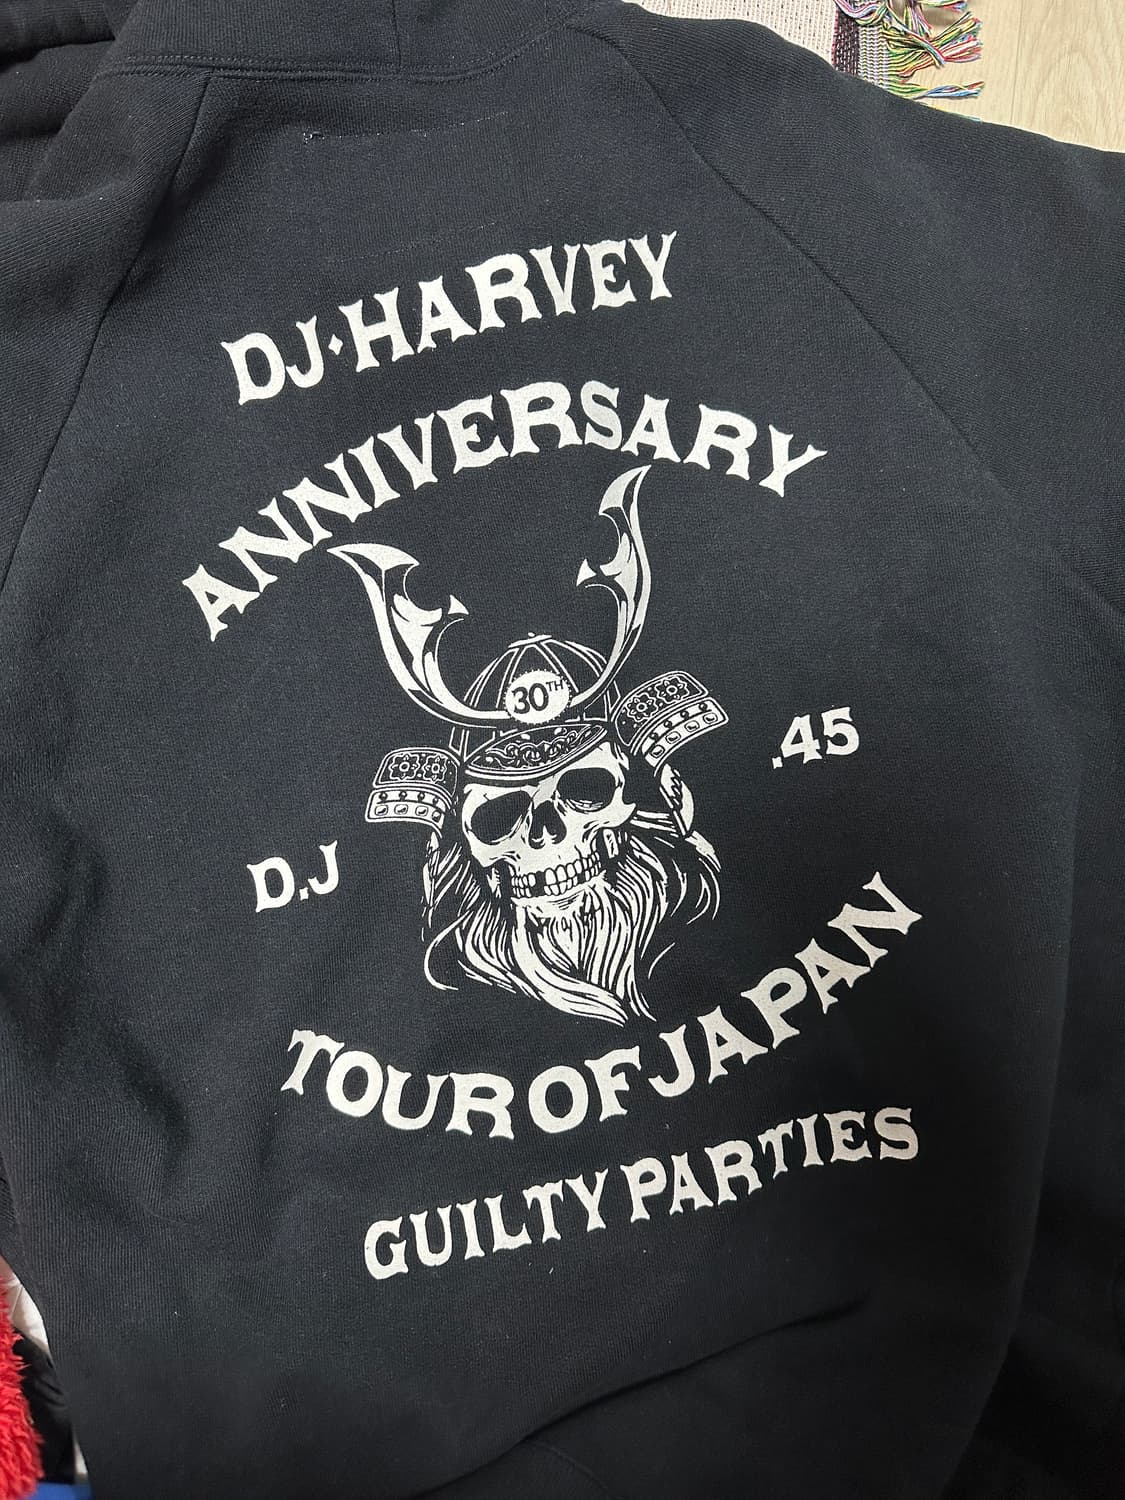 DJ•HARVEY
ANNIVERSARY
30TH
D.J .45
TOUR OF JAPAN
GUILTY PARTIES